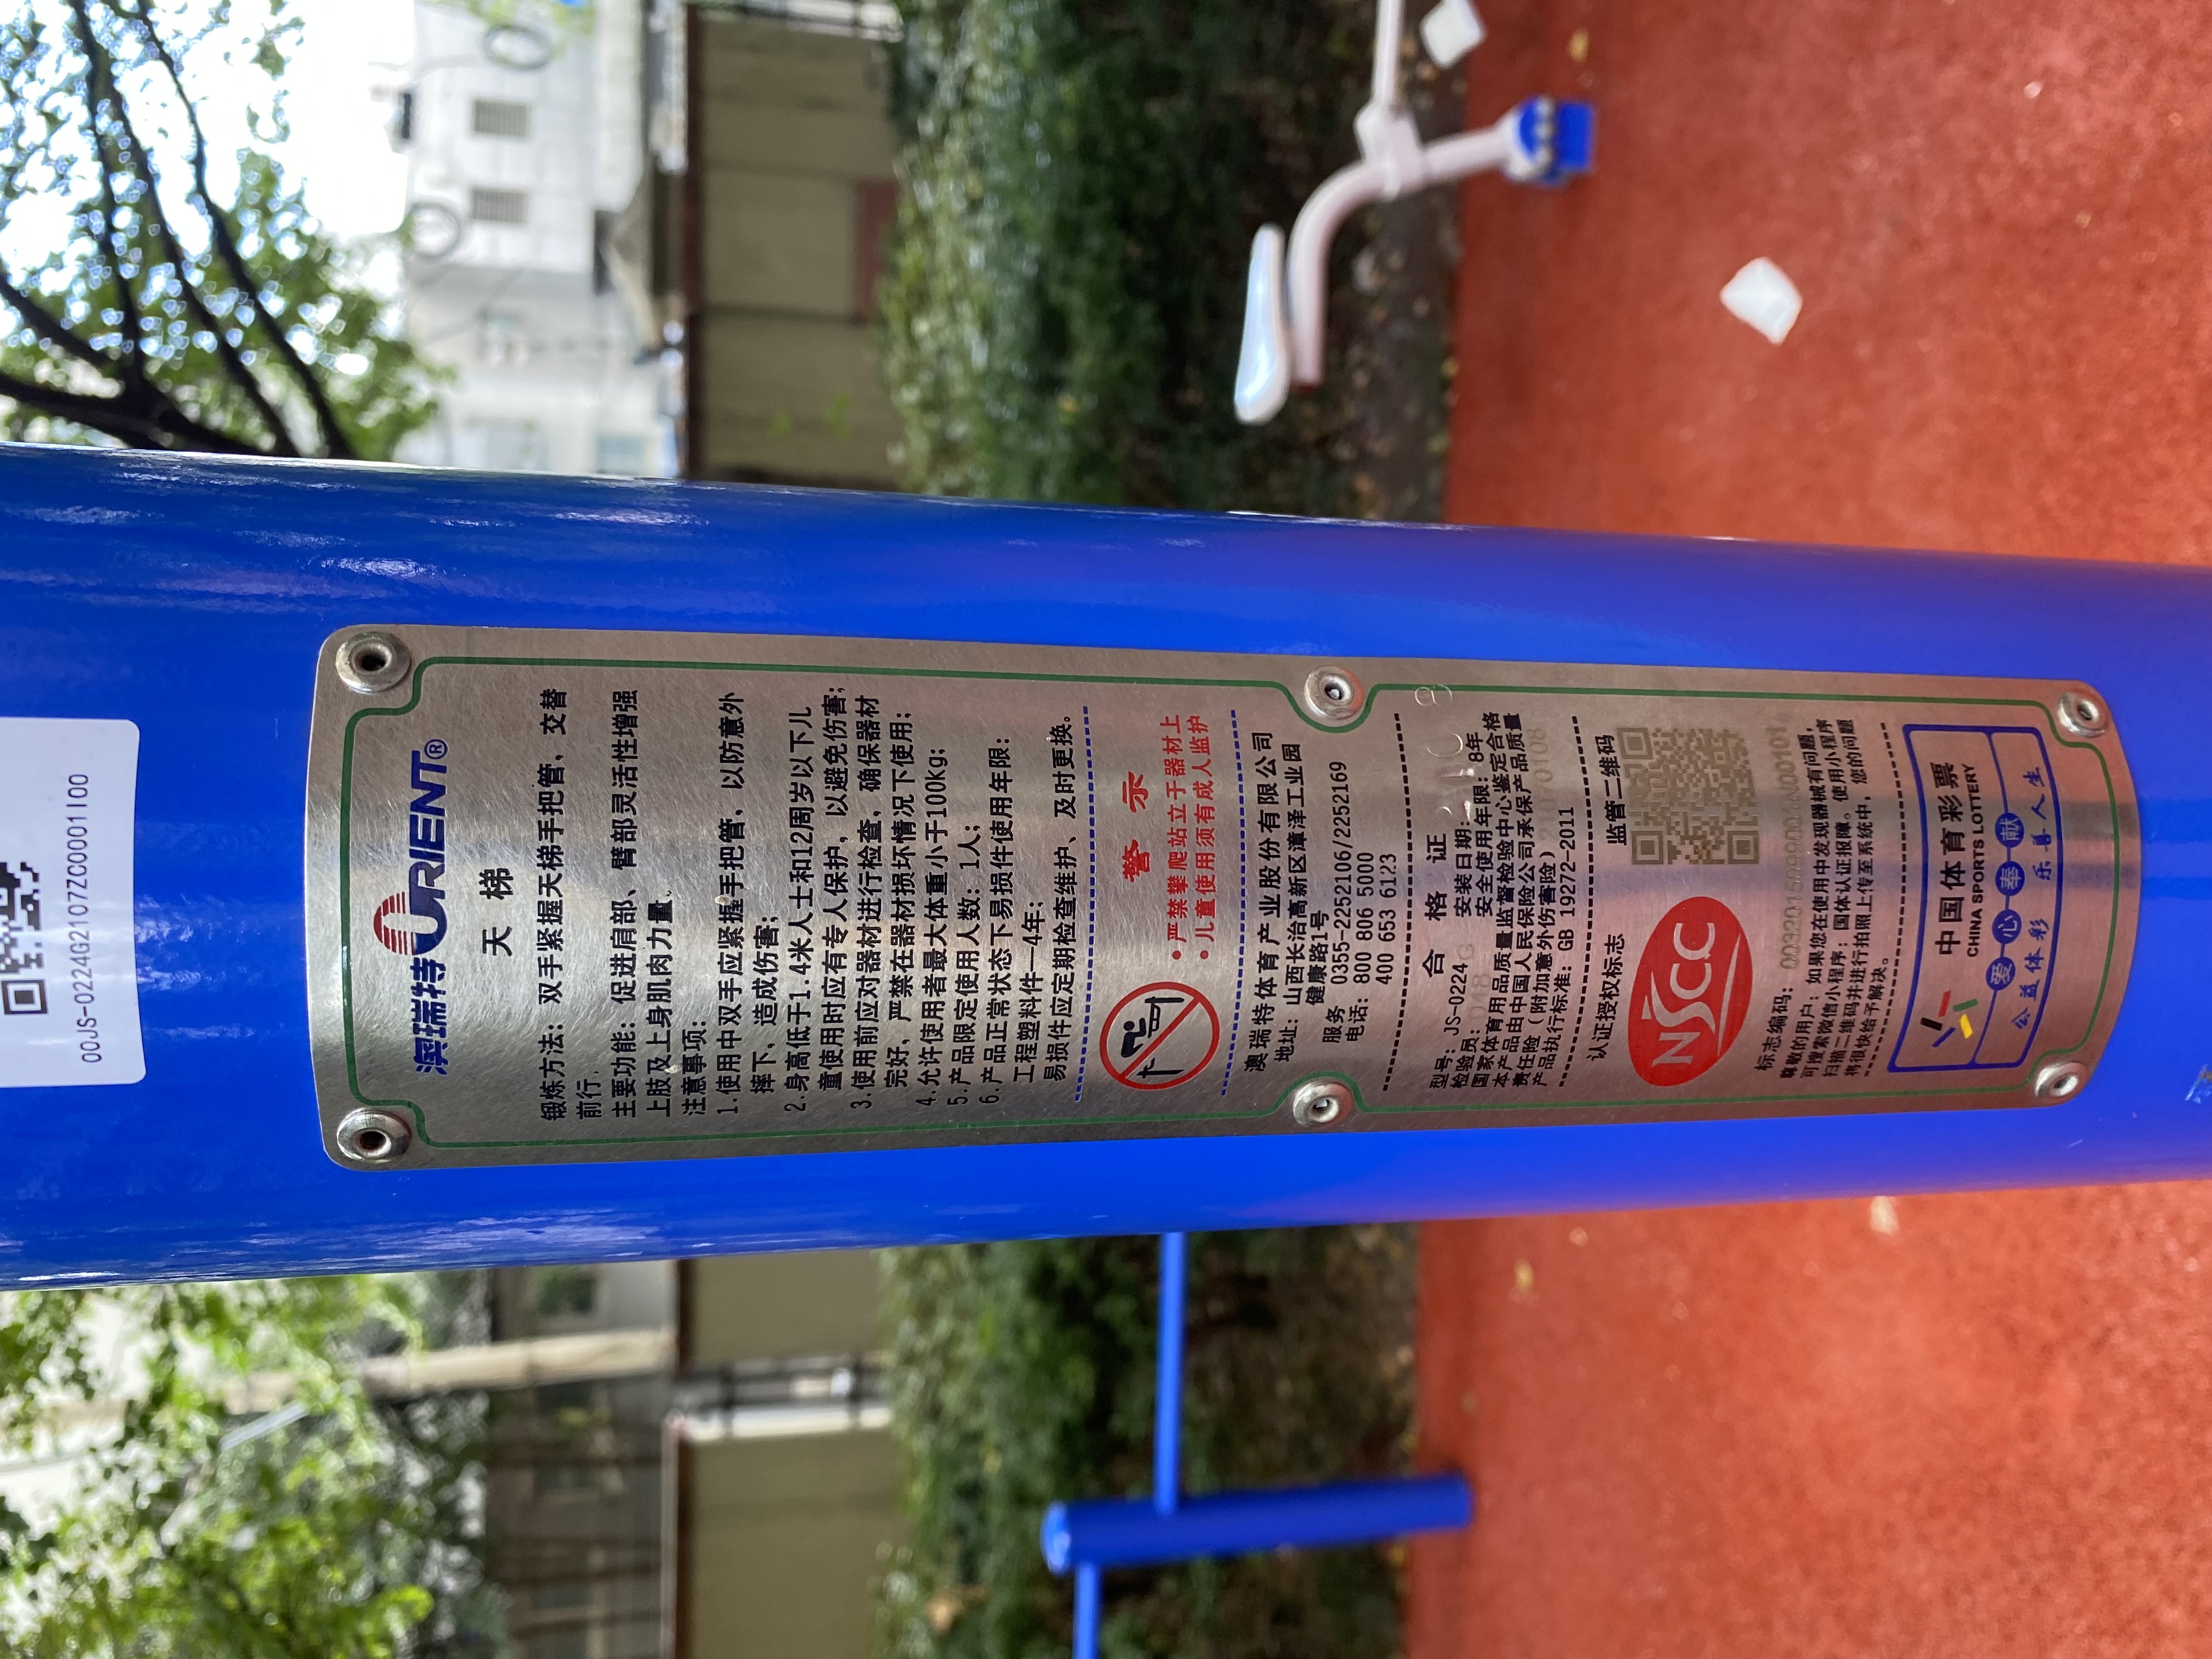 00JS-0224G2107ZC0001I00
澳瑞特 ORIENT®
天 梯
锻炼方法：双手紧握天梯手把管，交替
前行。
主要功能：促进肩部、臂部灵活性增强
上肢及上身肌肉力量。
注意事项：
1.使用中双手应紧握手把管，以防意外
摔下，造成伤害；
2.身高低于1.4米人士和12周岁以下儿
童使用时应有专人保护，以避免伤害；
3.使用前应对器材进行检查，确保器材
完好，严禁在器材损坏情况下使用；
4.允许使用者最大体重小于100kg；
5.产品限定使用人数：1人；
6.产品正常状态下易损件使用年限：
工程塑料件—4年；
易损件应定期检查维护、及时更换。
警 示
•严禁攀爬站立于器材上
•儿童使用须有成人监护
澳瑞特体育产业股份有限公司
地址：山西长治高新区漳泽工业园
健康路1号
服务 0355-2252106/2252169
电话：800 806 5000
400 653 6123
合 格 证
型号：JS-0224G 安装日期：
检验员： 安全使用年限：8年
国家体育用品质量监督检验中心鉴定合格
本产品由中国人民保险公司承保产品质量
责任险（附加意外伤害险）
产品执行标准：GB 19272-2011
认证授权标志 监管二维码
NSCC
标志编码：
尊敬的用户：如果您在使用中发现器械有问题，
可搜索微信小程序：国体认证报障。使用小程序
扫描二维码并进行拍照上传至系统中，您的问题
将很快给予解决。
中国体育彩票
CHINA SPORTS LOTTERY
爱心奉献
公益体彩 乐善人生